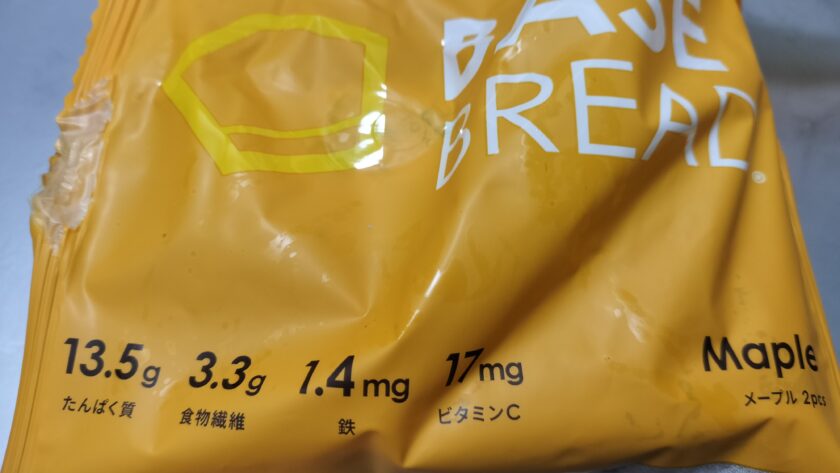 BASE
BREAD®
13.5g
たんぱく質
3.3g
食物繊維
1.4mg
鉄
17mg
ビタミンC
Maple
メープル 2pcs